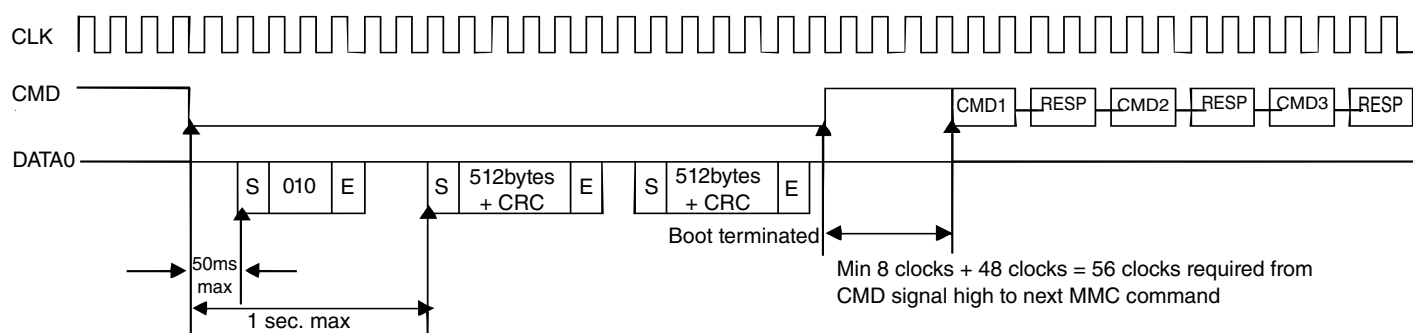 CLK
CMD
CMD1 RESP CMD2 RESP CMD3 RESP
DATA0
S 010 E S 512bytes + CRC E S 512bytes + CRC E
Boot terminated
50ms
max
1 sec. max
Min 8 clocks + 48 clocks = 56 clocks required from
CMD signal high to next MMC command